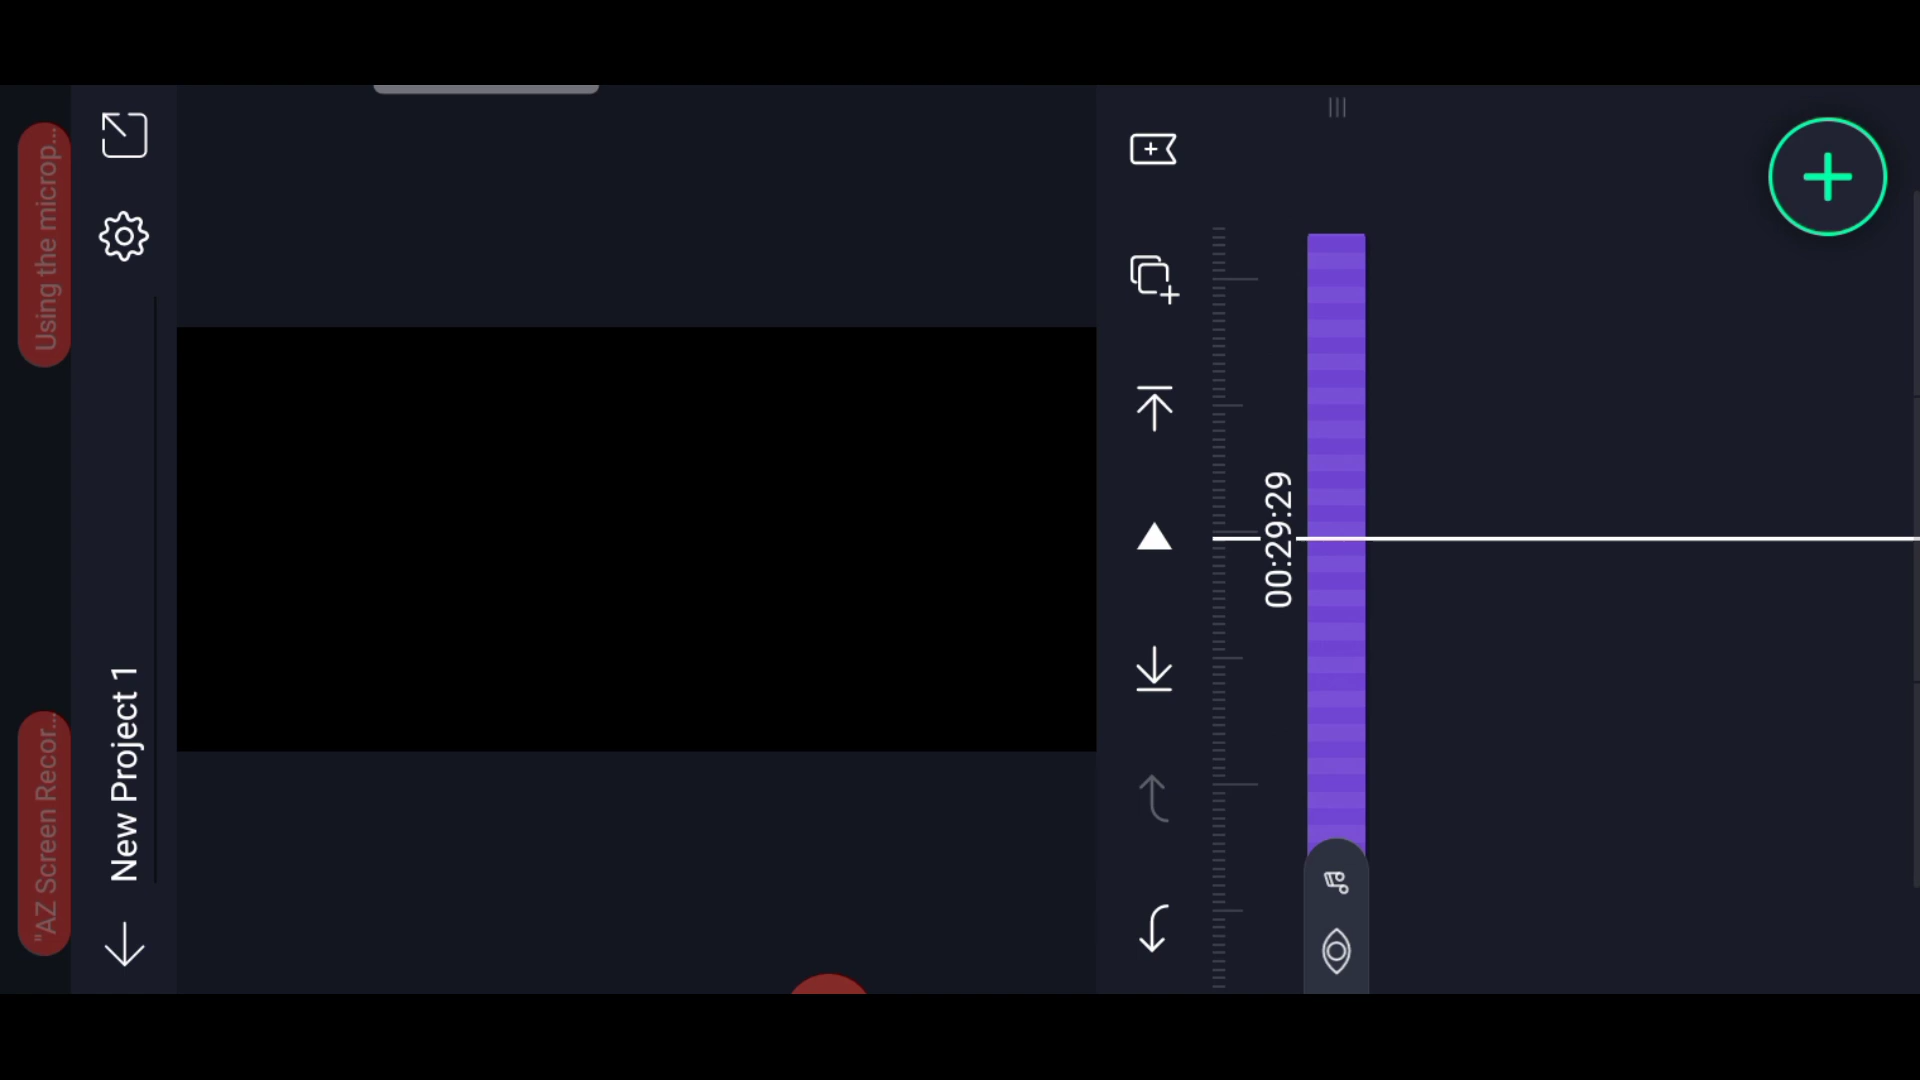 "AZ Screen Recor...
Using the microp...
New Project 1
00:29:29